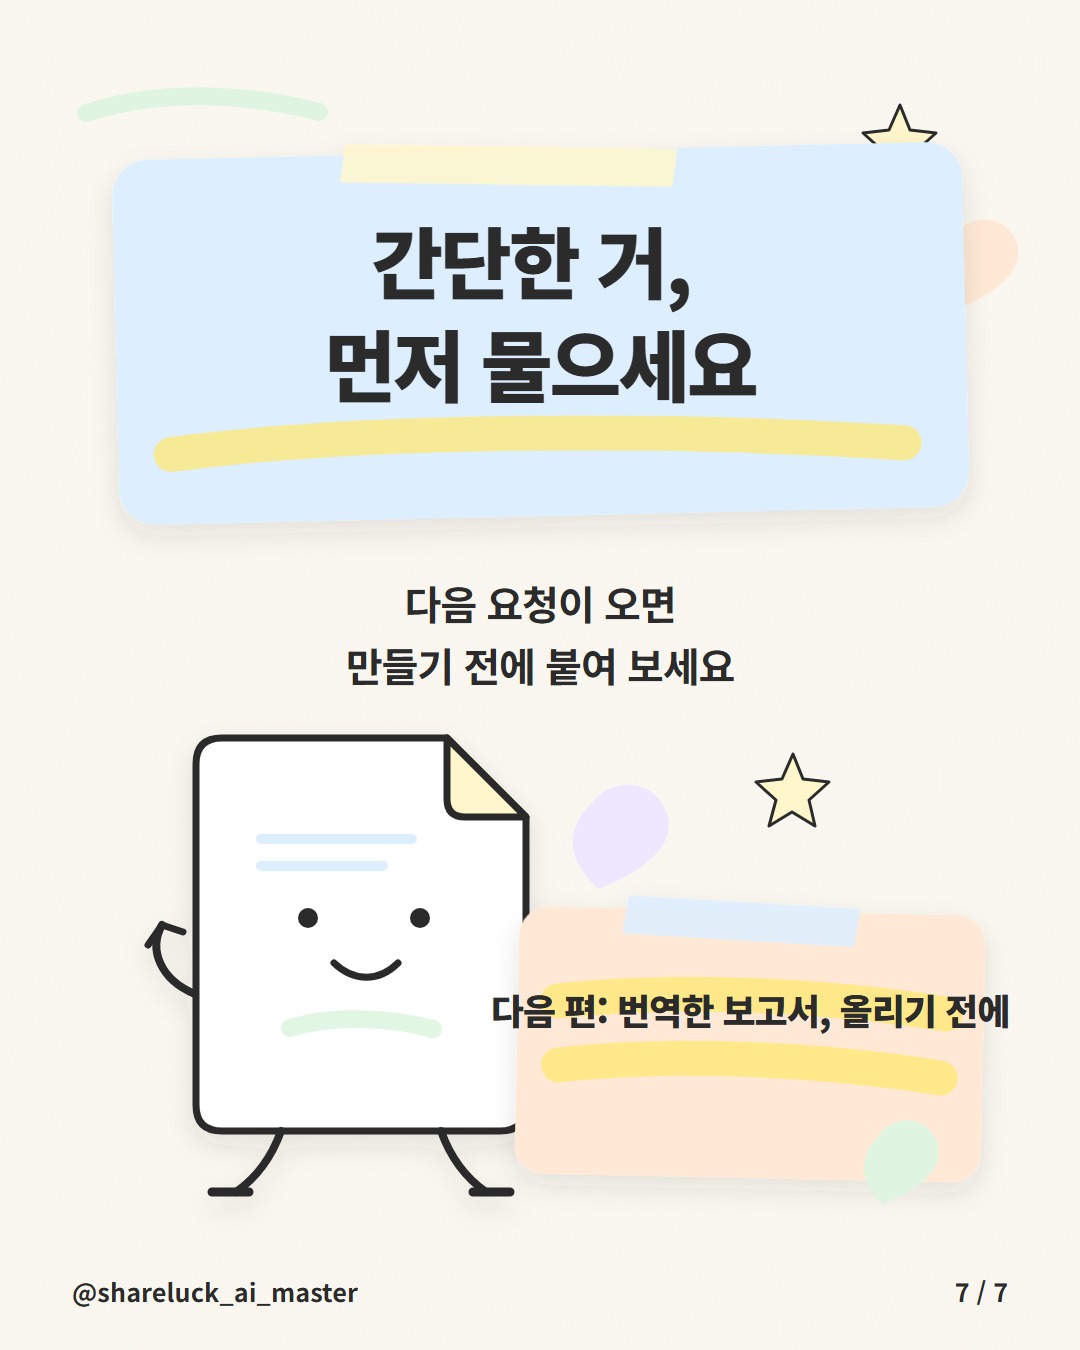 간단한 거,
먼저 물으세요
다음 요청이 오면
만들기 전에 붙여 보세요
다음 편: 번역한 보고서, 올리기 전에
@shareluck_ai_master
7 / 7